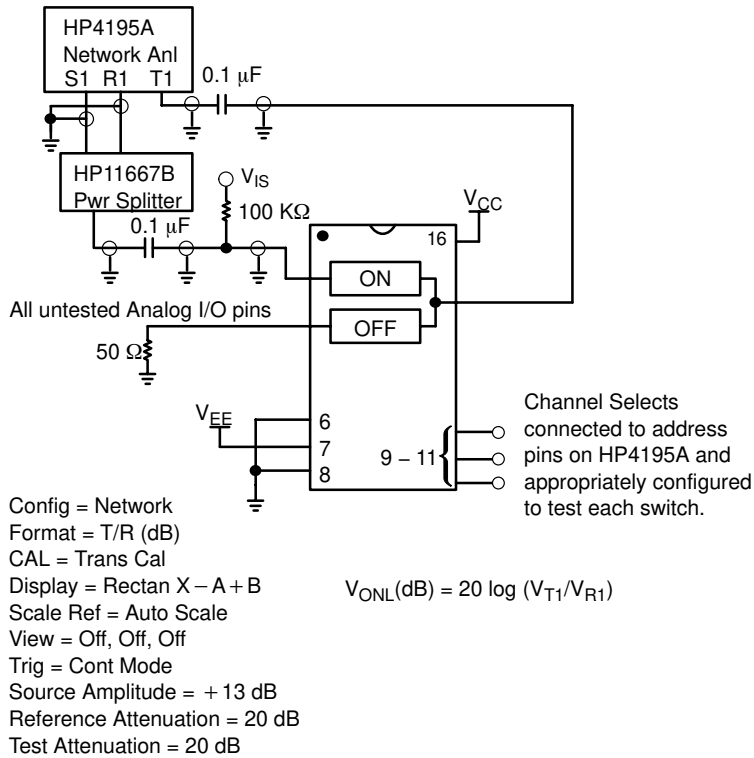 HP4195A
Network Anl
S1 R1 T1
0.1 μF
HP11667B
Pwr Splitter
V_IS
100 KΩ
0.1 μF
V_CC
16
ON
All untested Analog I/O pins
OFF
50 Ω
V_EE
6
7
8
9 – 11
Channel Selects
connected to address
pins on HP4195A and
appropriately configured
to test each switch.
Config = Network
Format = T/R (dB)
CAL = Trans Cal
Display = Rectan X – A + B
Scale Ref = Auto Scale
View = Off, Off, Off
Trig = Cont Mode
Source Amplitude = + 13 dB
Reference Attenuation = 20 dB
Test Attenuation = 20 dB
V_ONL(dB) = 20 log (V_T1/V_R1)